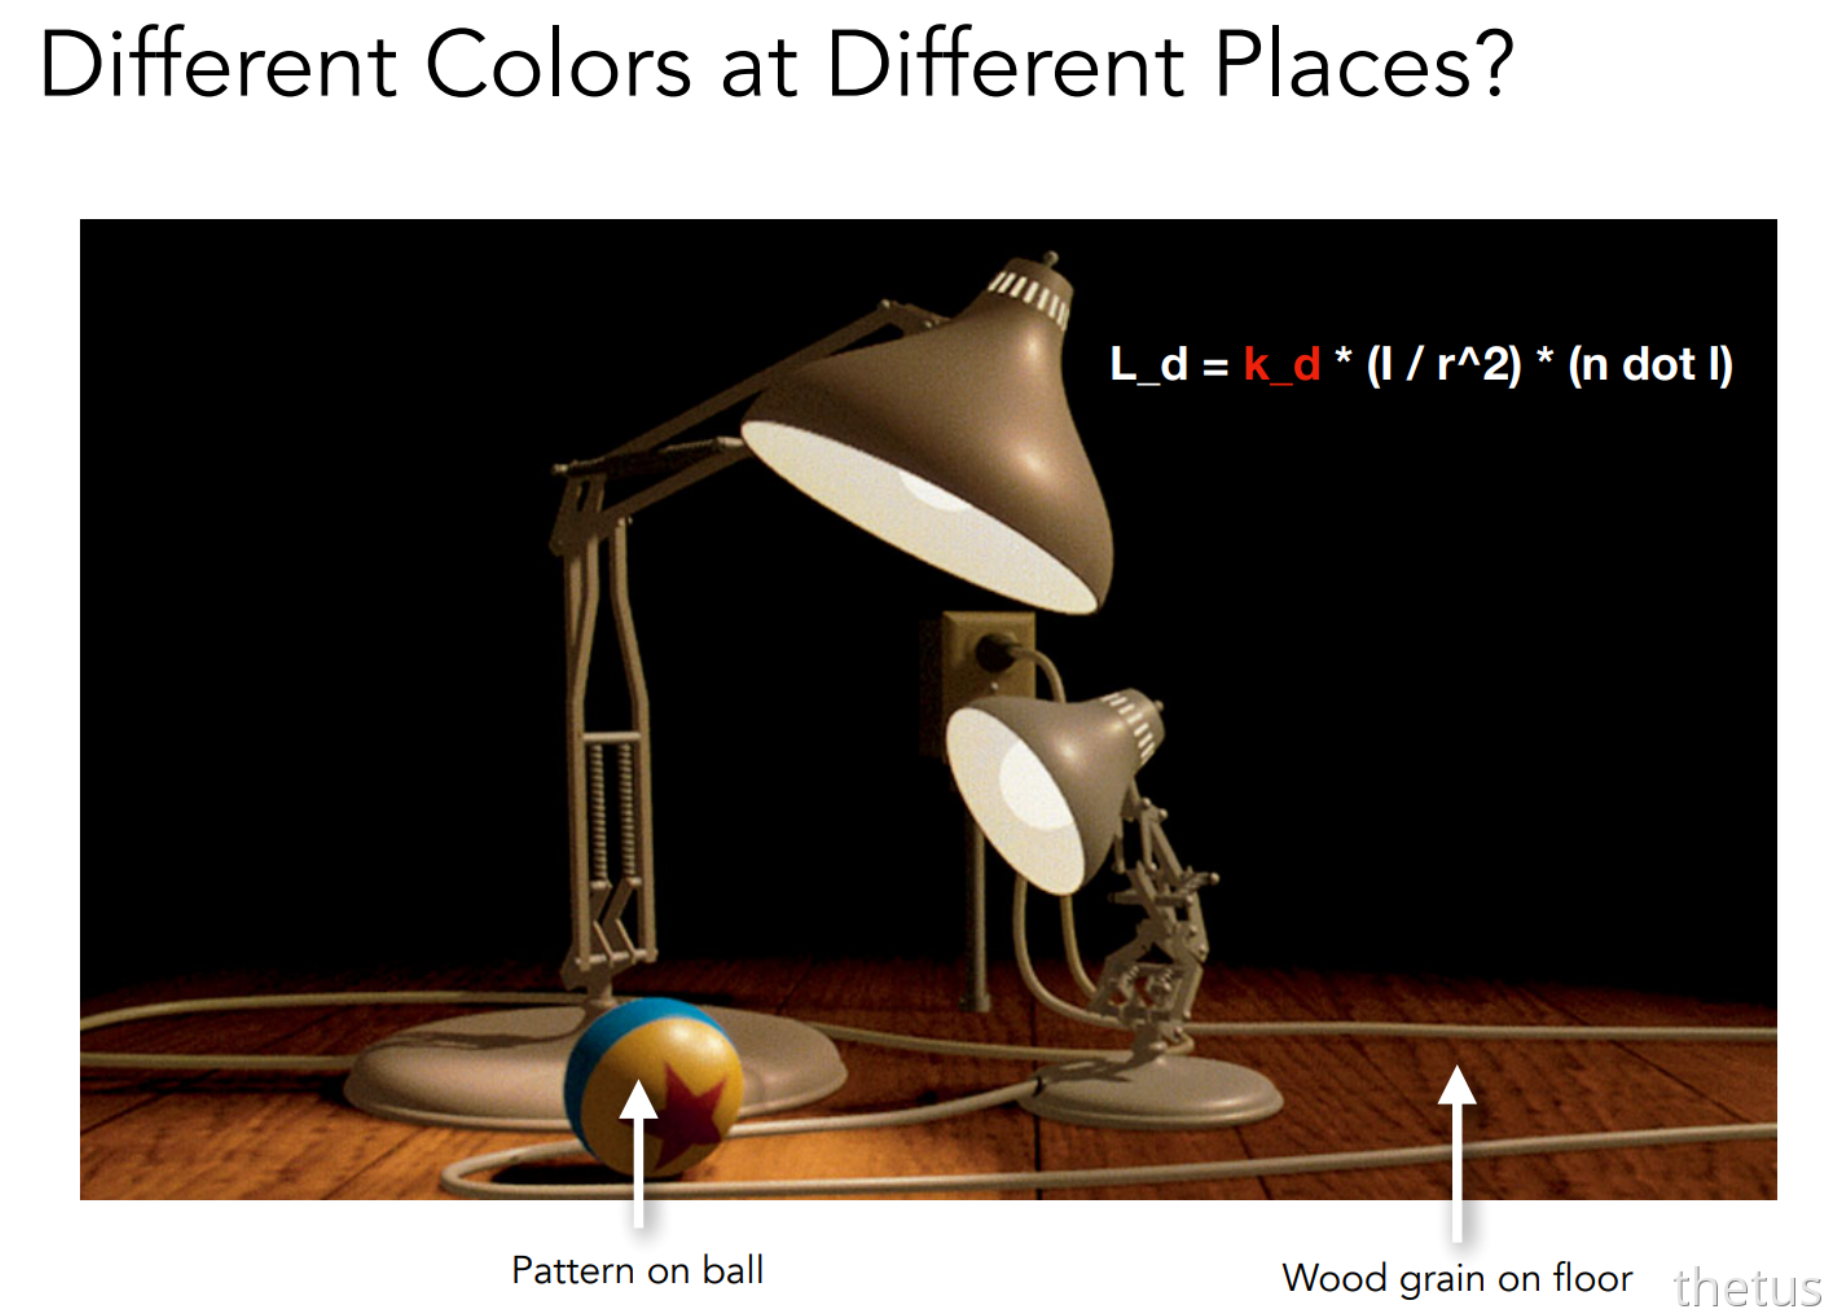 Different Colors at Different Places?
L_d = k_d * (I / r^2) * (n dot l)
Pattern on ball
Wood grain on floor
thetus